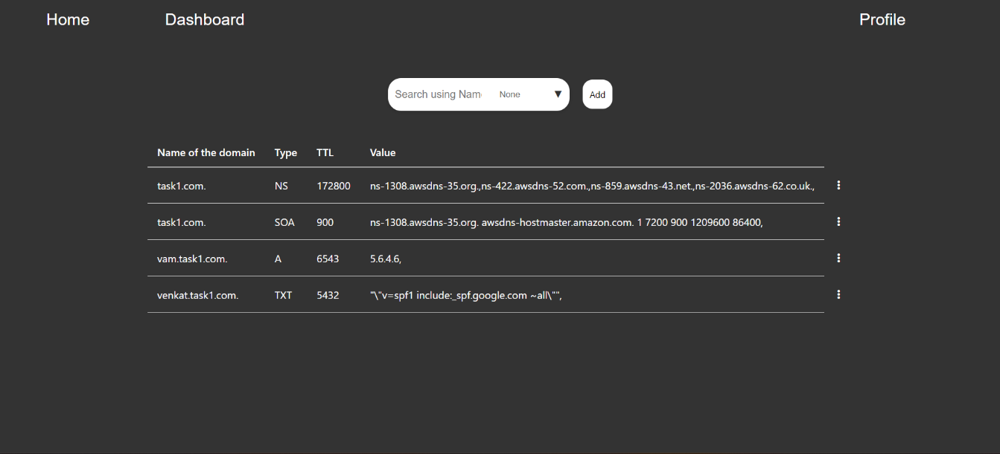 Home Dashboard Profile
Search using Name None ▼ Add
Name of the domain Type TTL Value
task1.com. NS 172800 ns-1308.awsdns-35.org.,ns-422.awsdns-52.com.,ns-859.awsdns-43.net.,ns-2036.awsdns-62.co.uk.,
task1.com. SOA 900 ns-1308.awsdns-35.org. awsdns-hostmaster.amazon.com. 1 7200 900 1209600 86400,
vam.task1.com. A 6543 5.6.4.6,
venkat.task1.com. TXT 5432 "\"v=spf1 include:_spf.google.com ~all\"",